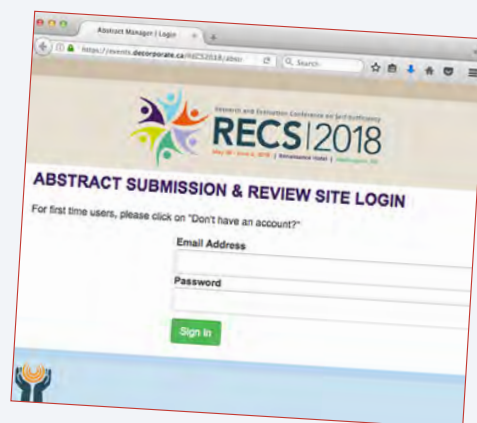 Abstract Manager | Login
https://events.decorporate.ca/RECS2018/abstr
Search
Research and Evaluation Conference on Self-Sufficiency
RECS|2018
May 30 - June 1, 2018 | Renaissance Hotel | Washington, DC
ABSTRACT SUBMISSION & REVIEW SITE LOGIN
For first time users, please click on "Don't have an account?"
Email Address
Password
Sign In